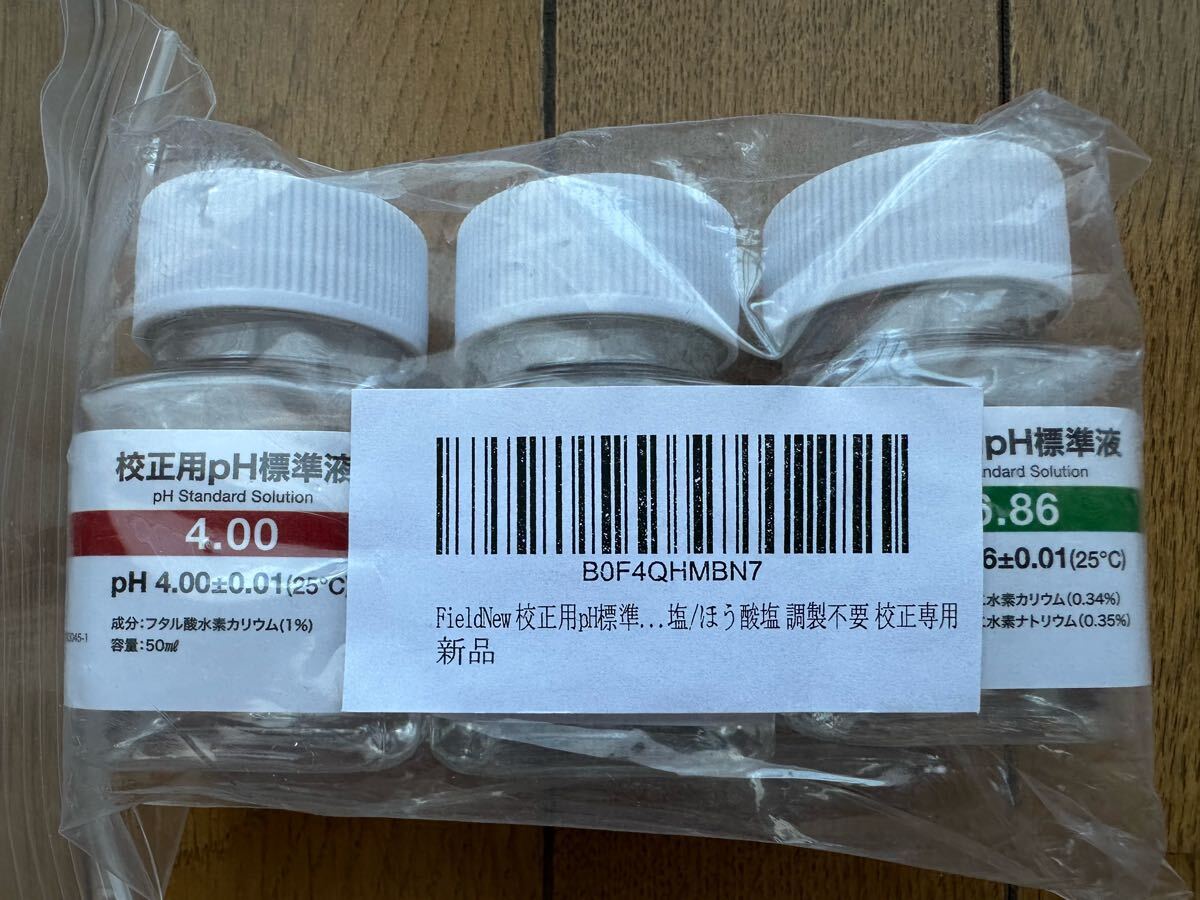 校正用pH標準液
pH Standard Solution
4.00
pH 4.00±0.01(25°C)
成分:フタル酸水素カリウム(1%)
容量:50㎖
B0F4QHMBN7
FieldNew 校正用pH標準...塩/ほう酸塩 調製不要 校正専用
新品
pH標準液
ndard Solution
6.86
6±0.01(25°C)
水素カリウム(0.34%)
水素ナトリウム(0.35%)